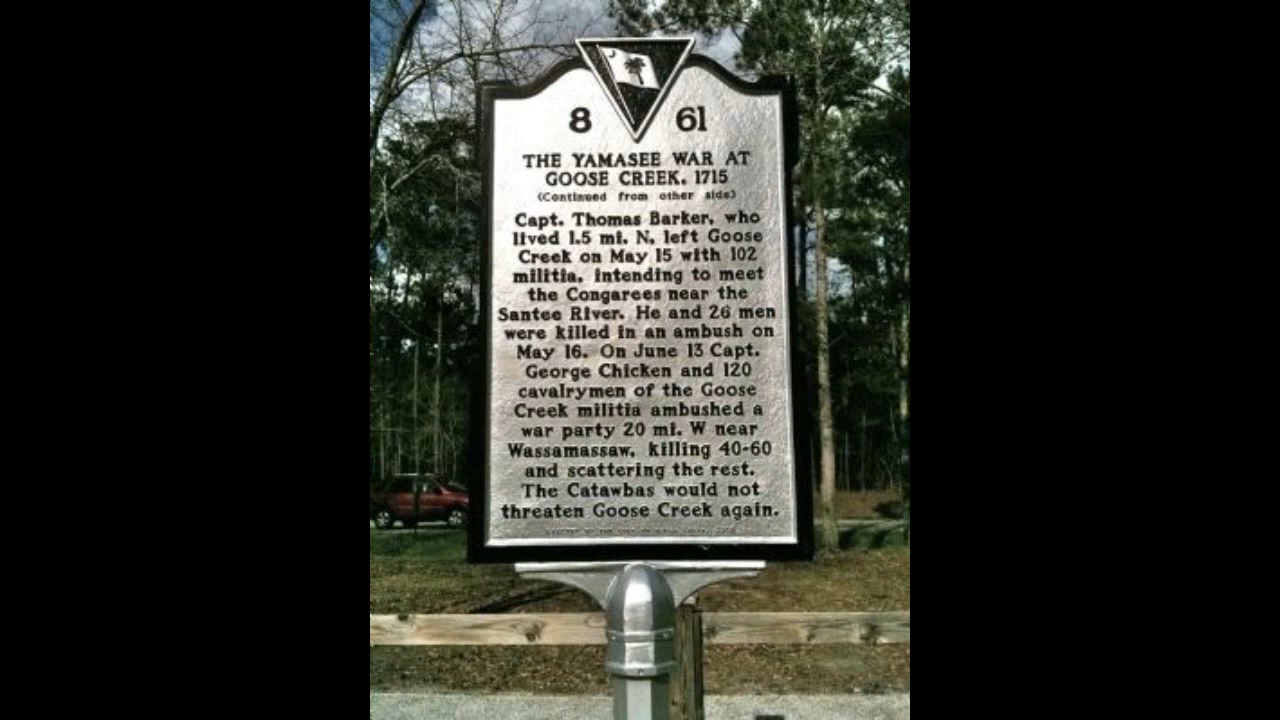 8 61
THE YAMASEE WAR AT
GOOSE CREEK, 1715
(Continued from other side)
Capt. Thomas Barker, who
lived 1.5 mi. N, left Goose
Creek on May 15 with 102
militia, intending to meet
the Congarees near the
Santee River. He and 26 men
were killed in an ambush on
May 16. On June 13 Capt.
George Chicken and 120
cavalrymen of the Goose
Creek militia ambushed a
war party 20 mi. W near
Wassamassaw, killing 40-60
and scattering the rest.
The Catawbas would not
threaten Goose Creek again.